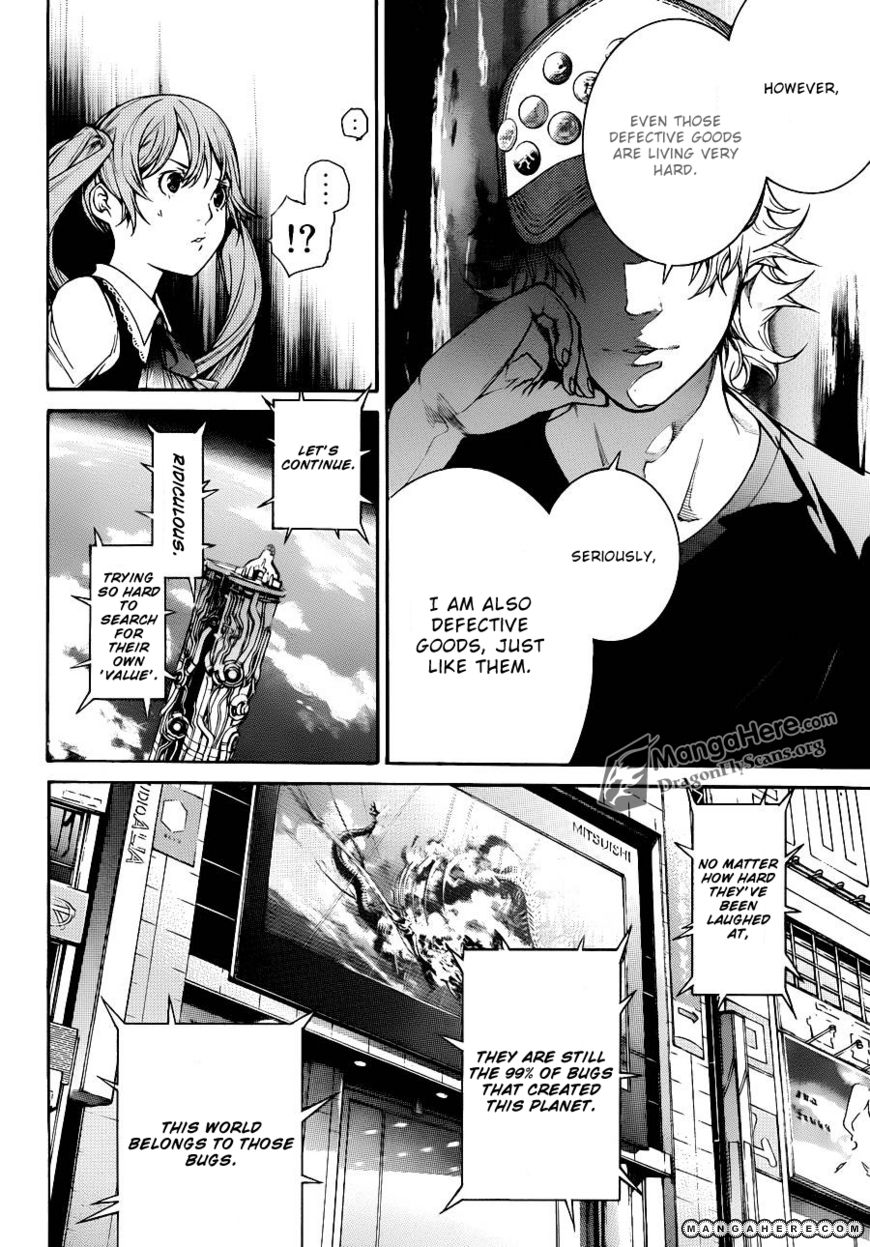 HOWEVER,
EVEN THOSE
DEFECTIVE GOODS
ARE LIVING VERY
HARD.
SERIOUSLY,
I AM ALSO
DEFECTIVE
GOODS, JUST
LIKE THEM.
...
....
!?
LET'S
CONTINUE.
RIDICULOUS.
TRYING
SO HARD
TO
SEARCH
FOR
THEIR
OWN
'VALUE'.
MangaHere.com
DragonFlyScans.org
NO MATTER
HOW HARD
THEY'VE
BEEN
LAUGHED
AT,
MITSUISHI
THEY ARE STILL
THE 99% OF BUGS
THAT CREATED
THIS PLANET.
THIS WORLD
BELONGS TO THOSE
BUGS.
MANGAHERE.COM